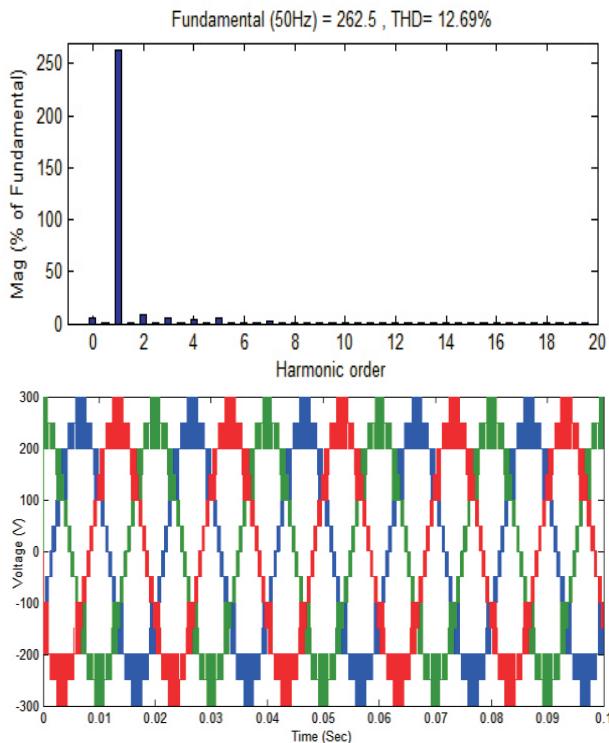 Fundamental (50Hz) = 262.5 , THD= 12.69%
250
200
150
100
50
0
Mag (% of Fundamental)
0 2 4 6 8 10 12 14 16 18 20
Harmonic order
300
200
100
0
-100
-200
-300
Voltage (V)
0 0.01 0.02 0.03 0.04 0.05 0.06 0.07 0.08 0.09 0.1
Time (Sec)